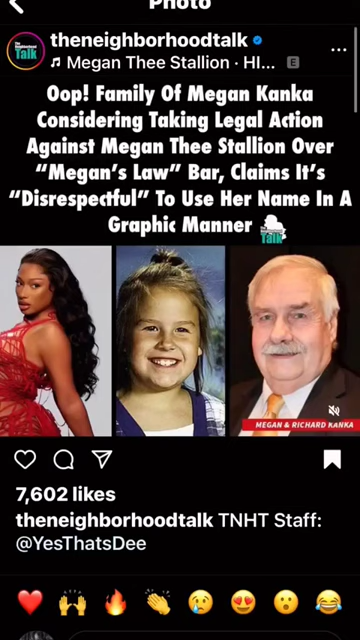 Photo
theneighborhoodtalk
Talk
♫ Megan Thee Stallion · HI... E
Oop! Family Of Megan Kanka
Considering Taking Legal Action
Against Megan Thee Stallion Over
“Megan’s Law” Bar, Claims It’s
“Disrespectful” To Use Her Name In A
Graphic Manner
Talk
MEGAN & RICHARD KANKA
7,602 likes
theneighborhoodtalk TNHT Staff:
@YesThatsDee